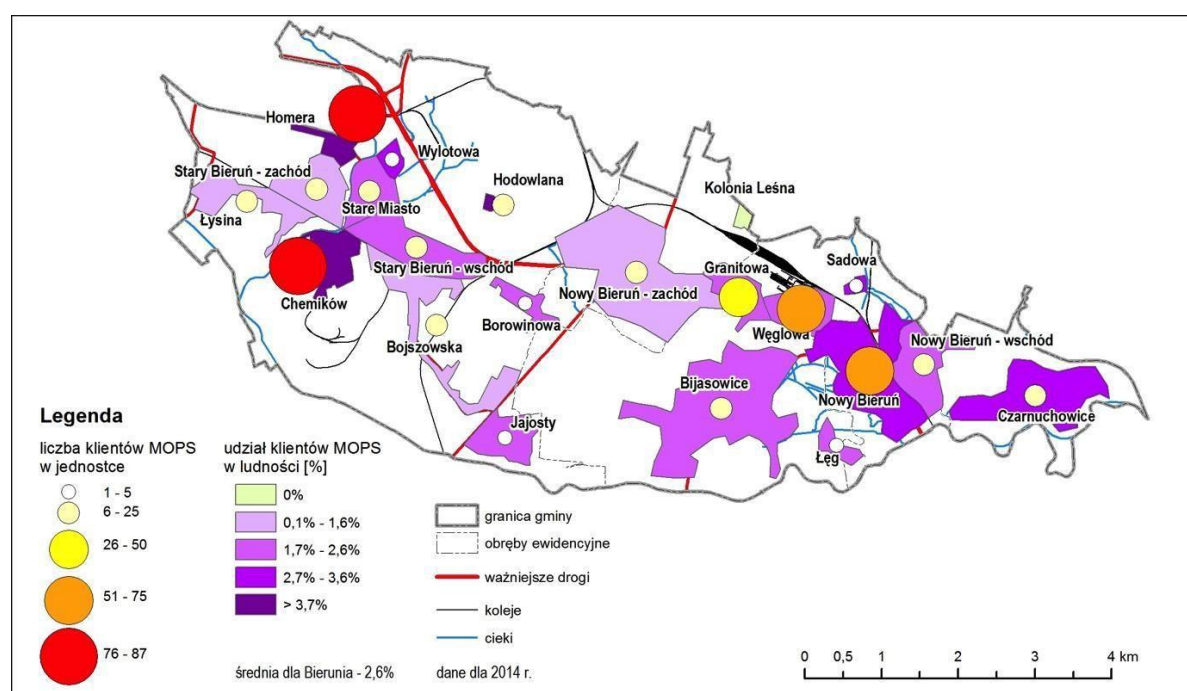 Homera
Wylotowa
Stary Bieruń - zachód
Hodowlana
Kolonia Leśna
Łysina
Stare Miasto
Stary Bieruń - wschód
Granitowa
Sadowa
Chemików
Nowy Bieruń - zachód
Borowinowa
Węglowa
Nowy Bieruń - wschód
Bojszowska
Bijasowice
Nowy Bieruń
Czarnuchowice
Jajosty
Łęg
Legenda
liczba klientów MOPS
w jednostce
1 - 5
6 - 25
26 - 50
51 - 75
76 - 87
udział klientów MOPS
w ludności [%]
0%
0,1% - 1,6%
1,7% - 2,6%
2,7% - 3,6%
> 3,7%
średnia dla Bierunia - 2,6%
granica gminy
obręby ewidencyjne
ważniejsze drogi
koleje
cieki
dane dla 2014 r.
0 0,5 1 2 3 4 km